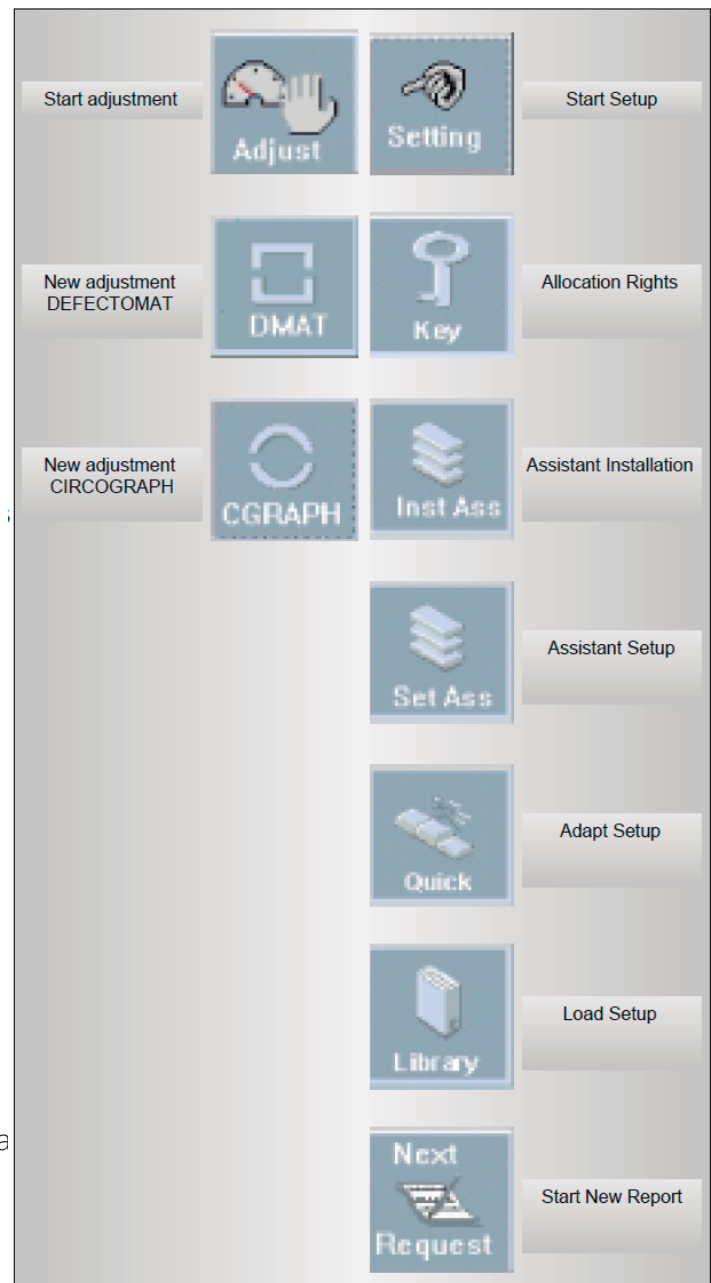 Start adjustment
Adjust
Setting
Start Setup
New adjustment
DEFECTOMAT
DMAT
Key
Allocation Rights
New adjustment
CIRCOGRAPH
CGRAPH
Inst Ass
Assistant Installation
Set Ass
Assistant Setup
Quick
Adapt Setup
Library
Load Setup
Next
Request
Start New Report